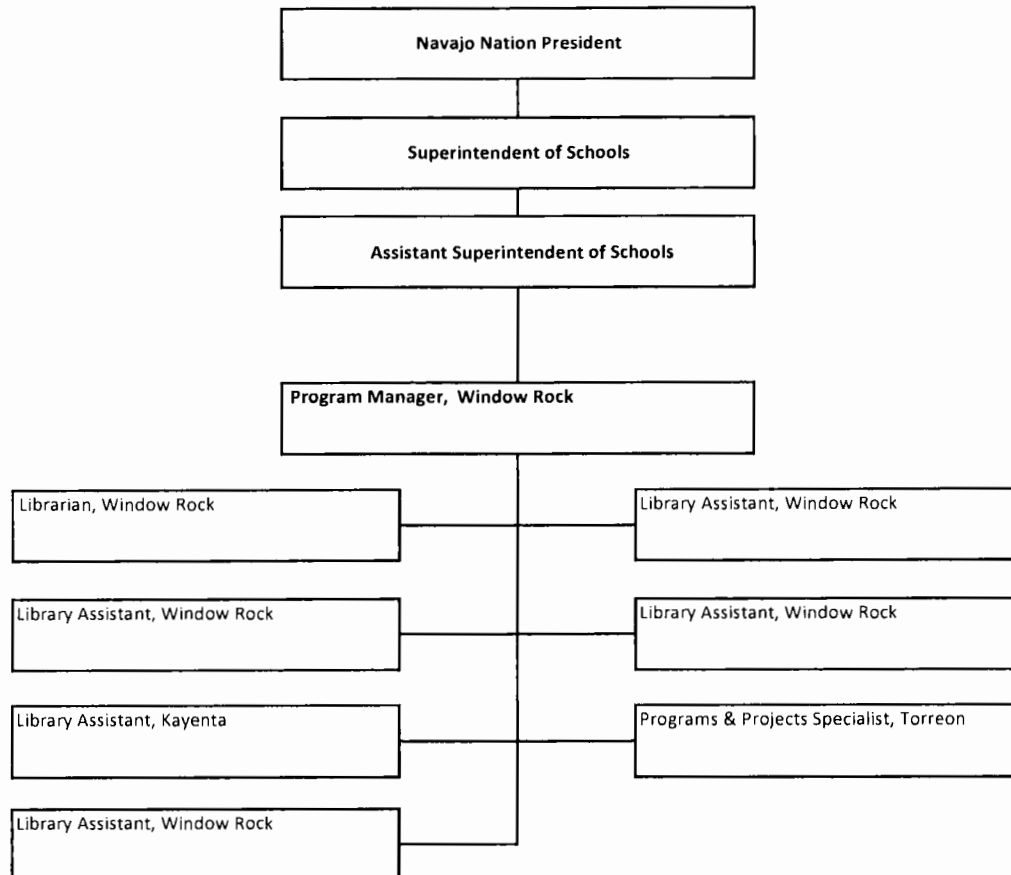 Navajo Nation President
Superintendent of Schools
Assistant Superintendent of Schools
Program Manager, Window Rock
Librarian, Window Rock
Library Assistant, Window Rock
Library Assistant, Window Rock
Library Assistant, Window Rock
Library Assistant, Kayenta
Programs & Projects Specialist, Torreon
Library Assistant, Window Rock